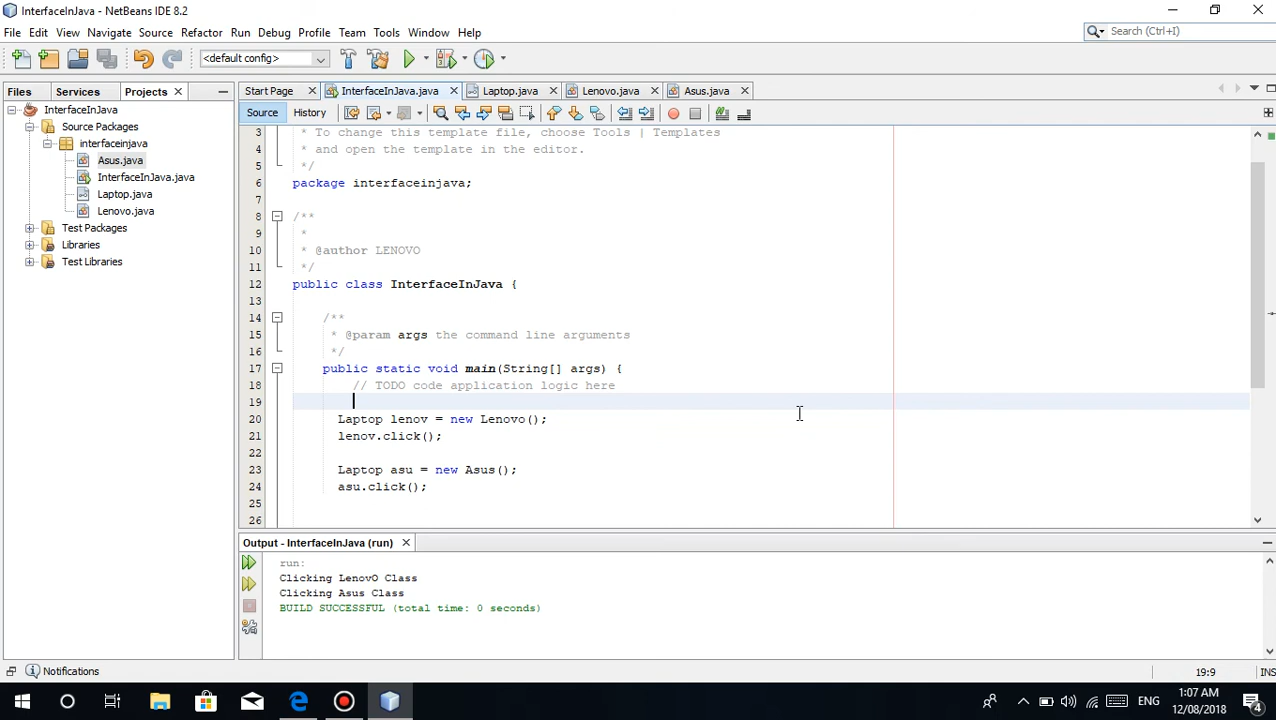 InterfaceInJava - NetBeans IDE 8.2
File Edit View Navigate Source Refactor Run Debug Profile Team Tools Window Help
Search (Ctrl+I)
<default config>
Files Services Projects
Start Page InterfaceInJava.java Laptop.java Lenovo.java Asus.java
InterfaceInJava
Source Packages
interfaceinjava
Asus.java
InterfaceInJava.java
Laptop.java
Lenovo.java
Test Packages
Libraries
Test Libraries
Source History
3 * To change this template file, choose Tools | Templates
4 * and open the template in the editor.
5 */
6 package interfaceinjava;
7
8 /**
9 *
10 * @author LENOVO
11 */
12 public class InterfaceInJava {
13
14 /**
15 * @param args the command line arguments
16 */
17 public static void main(String[] args) {
18 // TODO code application logic here
19
20 Laptop lenov = new Lenovo();
21 lenov.click();
22
23 Laptop asu = new Asus();
24 asu.click();
25
26
Output - InterfaceInJava (run)
run:
Clicking LenovO Class
Clicking Asus Class
BUILD SUCCESSFUL (total time: 0 seconds)
Notifications
19:9 INS
ENG
1:07 AM
12/08/2018
4